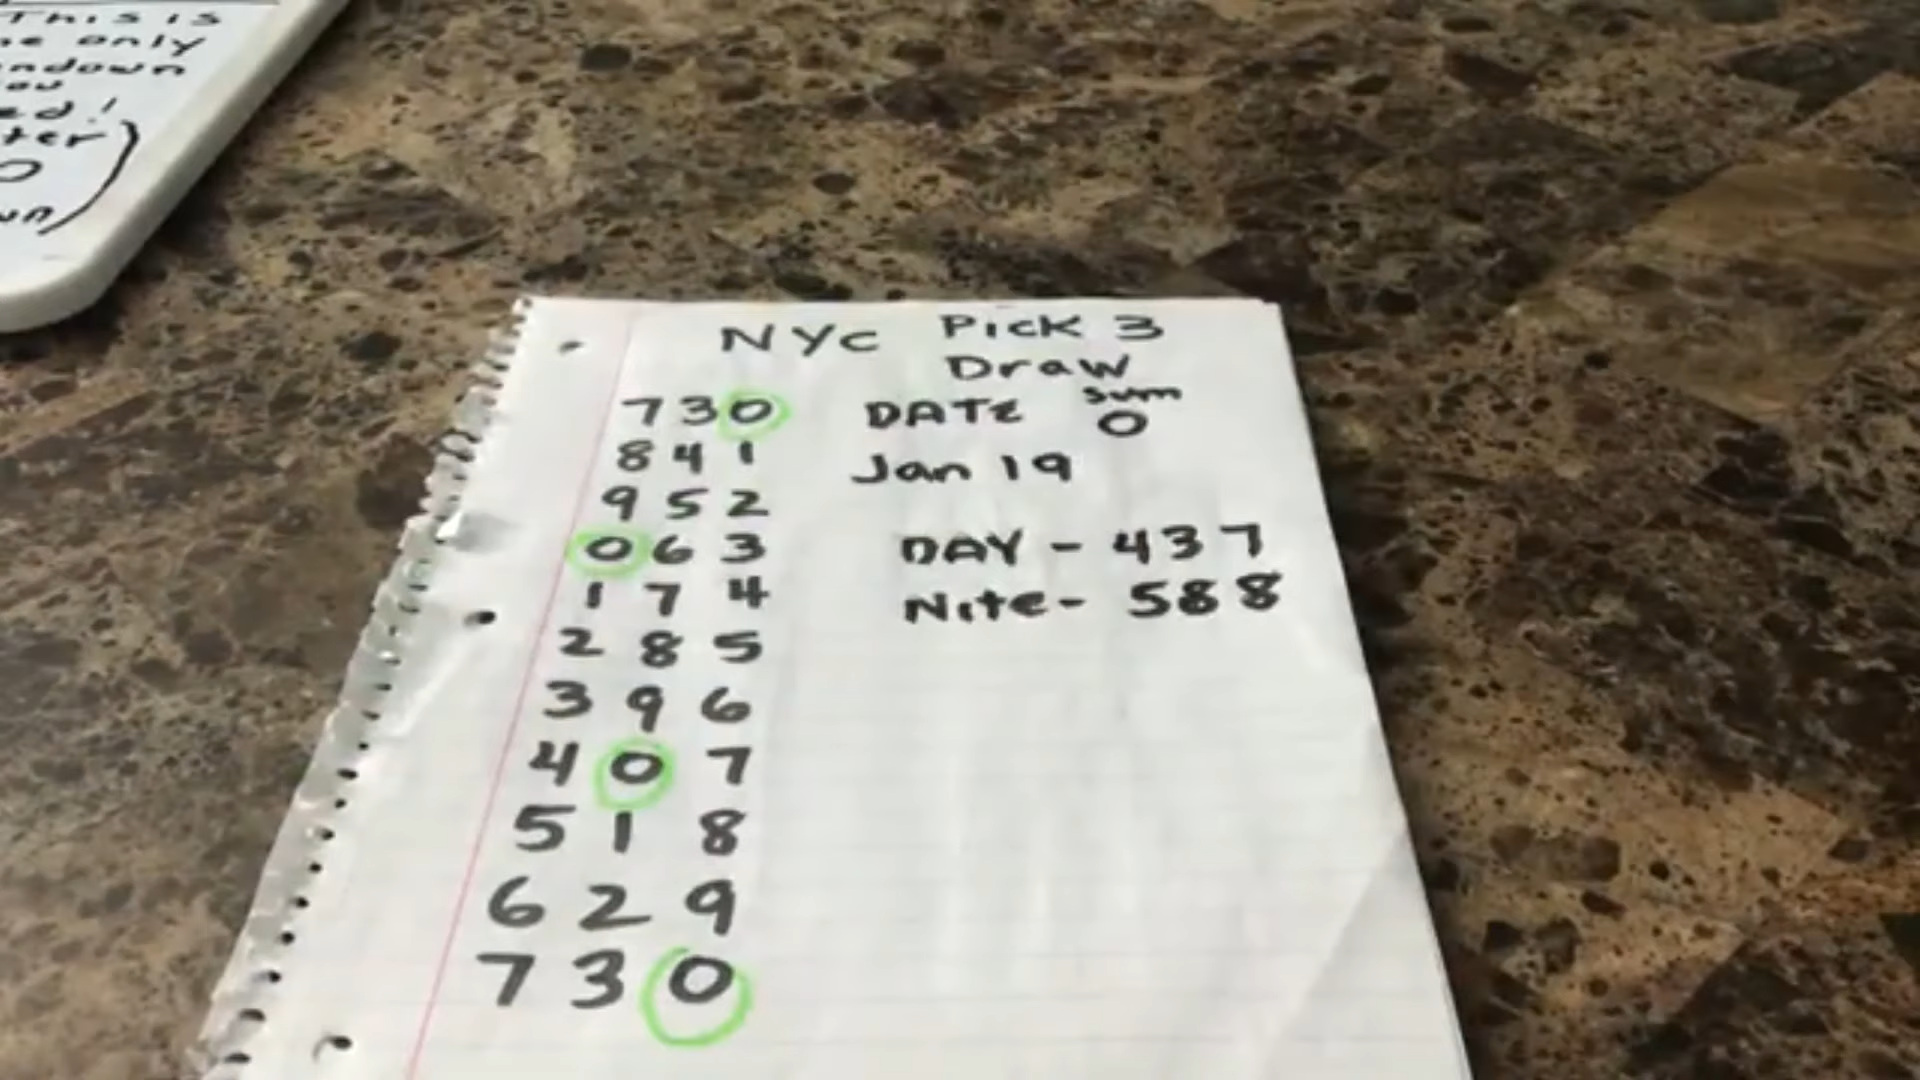 This is
only
ed!
NYc Pick 3
Draw
730 DATE Sum 0
841 Jan 19
952
063 DAY - 437
174 Nite - 588
285
396
407
518
629
730